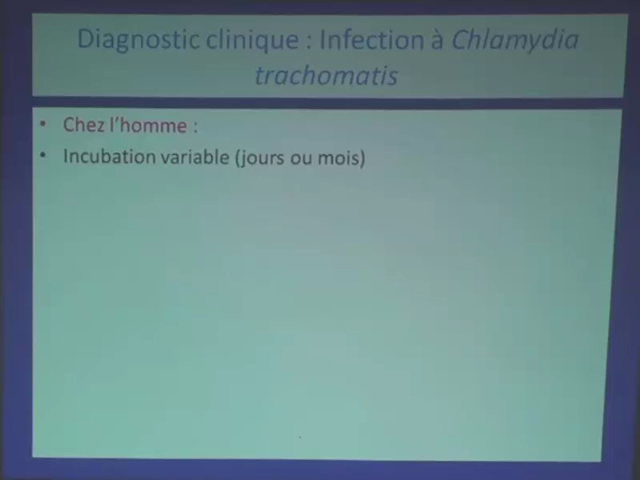 Diagnostic clinique : Infection à Chlamydia
trachomatis
• Chez l'homme :
• Incubation variable (jours ou mois)